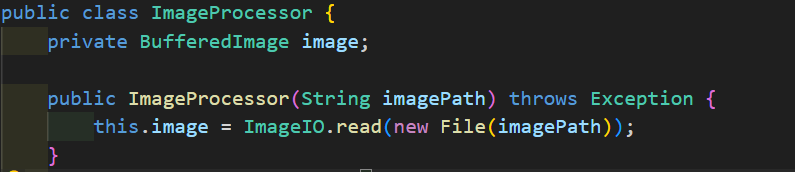 public class ImageProcessor {
    private BufferedImage image;

    public ImageProcessor(String imagePath) throws Exception {
        this.image = ImageIO.read(new File(imagePath));
    }